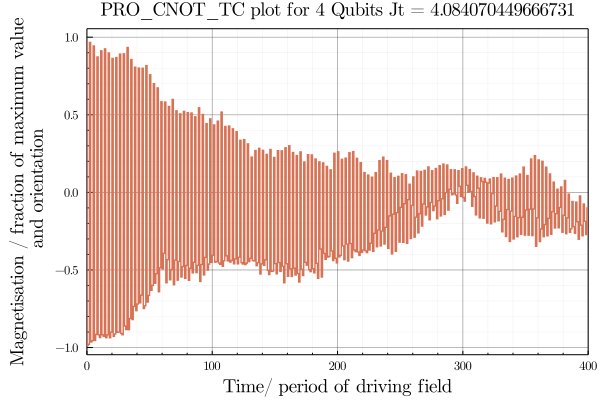 PRO_CNOT_TC plot for 4 Qubits Jt = 4.084070449666731
Magnetisation / fraction of maximum value
and orientation
1.0
0.5
0.0
−0.5
−1.0
0 100 200 300 400
Time/ period of driving field